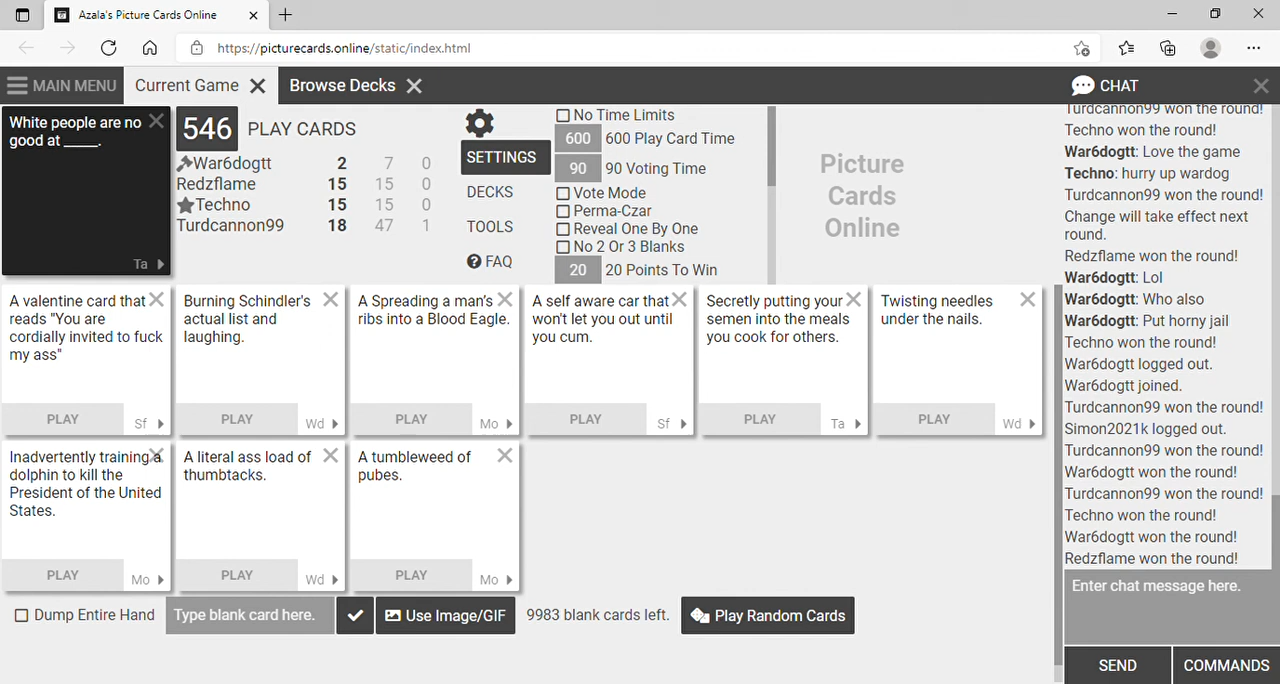 Azala's Picture Cards Online
https://picturecards.online/static/index.html
MAIN MENU
Current Game
Browse Decks
CHAT
White people are no
good at _____.
Ta
546 PLAY CARDS
War6dogtt 2 7 0
Redzflame 15 15 0
Techno 15 15 0
Turdcannon99 18 47 1
SETTINGS
DECKS
TOOLS
FAQ
No Time Limits
600 600 Play Card Time
90 90 Voting Time
Vote Mode
Perma-Czar
Reveal One By One
No 2 Or 3 Blanks
20 20 Points To Win
Picture
Cards
Online
A valentine card that
reads "You are
cordially invited to fuck
my ass"
PLAY
Sf
Burning Schindler's
actual list and
laughing.
PLAY
Wd
A Spreading a man's
ribs into a Blood Eagle.
PLAY
Mo
A self aware car that
won't let you out until
you cum.
PLAY
Sf
Secretly putting your
semen into the meals
you cook for others.
PLAY
Ta
Twisting needles
under the nails.
PLAY
Wd
Inadvertently training a
dolphin to kill the
President of the United
States.
PLAY
Mo
A literal ass load of
thumbtacks.
PLAY
Wd
A tumbleweed of
pubes.
PLAY
Mo
Dump Entire Hand
Type blank card here.
Use Image/GIF
9983 blank cards left.
Play Random Cards
Turdcannon99 won the round!
Techno won the round!
War6dogtt: Love the game
Techno: hurry up wardog
Turdcannon99 won the round!
Change will take effect next
round.
Redzflame won the round!
War6dogtt: Lol
War6dogtt: Who also
War6dogtt: Put horny jail
Techno won the round!
War6dogtt logged out.
War6dogtt joined.
Turdcannon99 won the round!
Simon2021k logged out.
Turdcannon99 won the round!
War6dogtt won the round!
Turdcannon99 won the round!
Techno won the round!
War6dogtt won the round!
Redzflame won the round!
Enter chat message here.
SEND
COMMANDS